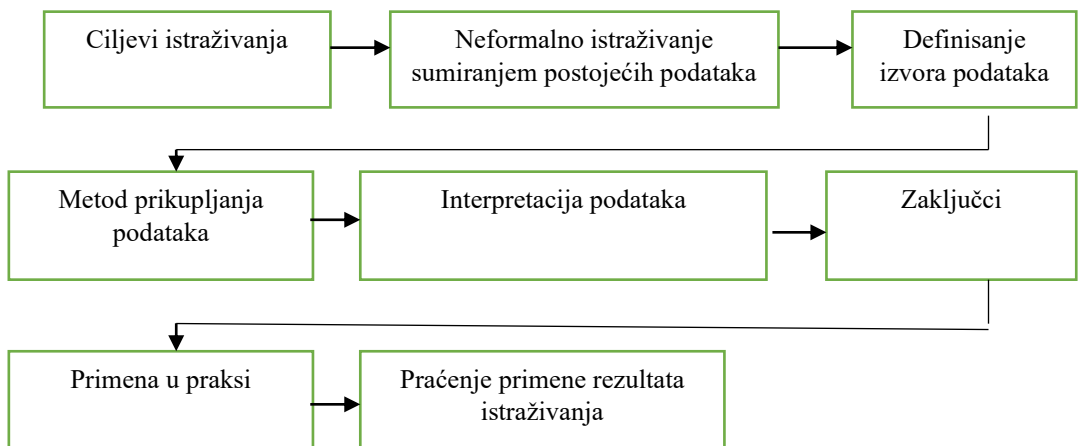 Ciljevi istraživanja
Neformalno istraživanje
sumiranjem postojećih podataka
Definisanje
izvora podataka
Metod prikupljanja
podataka
Interpretacija podataka
Zaključci
Primena u praksi
Praćenje primene rezultata
istraživanja